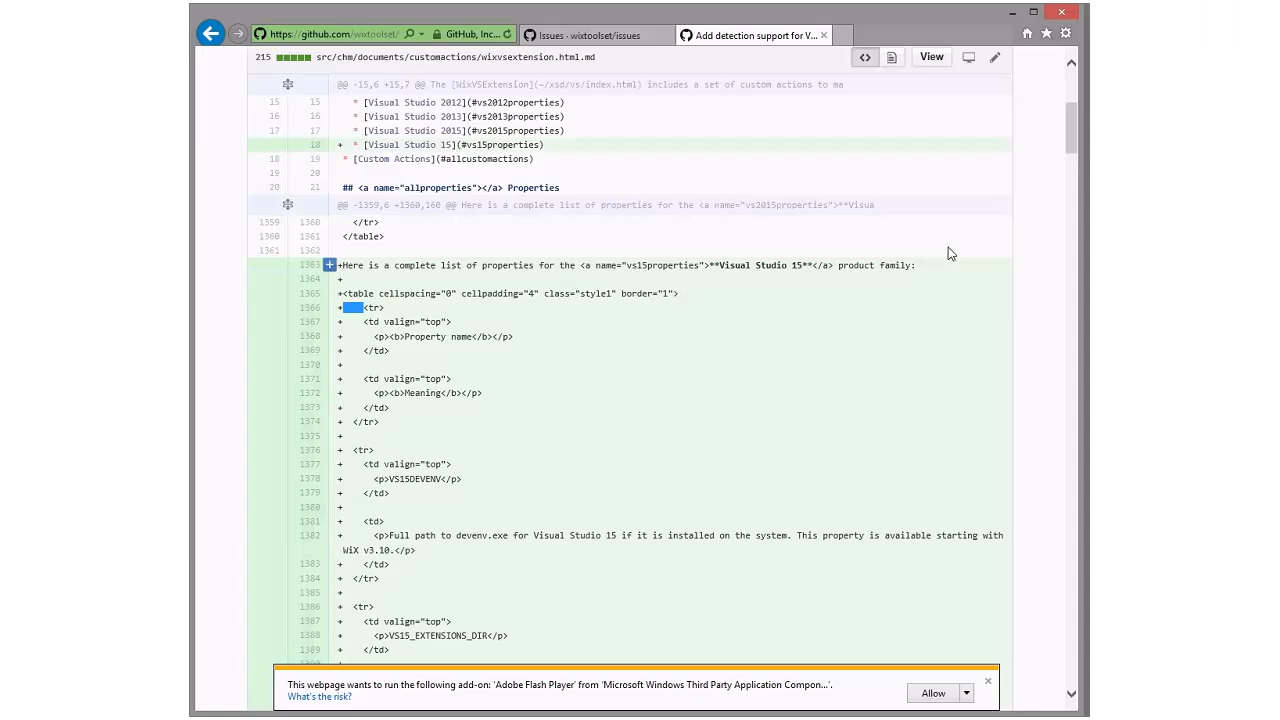 https://github.com/wixtoolset/ GitHub, Inc... Issues - wixtoolset/issues Add detection support for V... ×
215 src/chm/documents/customactions/wixvsextension.html.md View
@@ -15,6 +15,7 @@ The [WixVSExtension](~/xsd/vs/index.html) includes a set of custom actions to ma
15 15 * [Visual Studio 2012](#vs2012properties)
16 16 * [Visual Studio 2013](#vs2013properties)
17 17 * [Visual Studio 2015](#vs2015properties)
18 + * [Visual Studio 15](#vs15properties)
18 19 * [Custom Actions](#allcustomactions)
19 20
20 21 ## <a name="allproperties"></a> Properties
@@ -1359,6 +1360,160 @@ Here is a complete list of properties for the <a name="vs2015properties">**Visua
1359 1360 </tr>
1360 1361 </table>
1361 1362
1363 +Here is a complete list of properties for the <a name="vs15properties">**Visual Studio 15**</a> product family:
1364 +
1365 +<table cellspacing="0" cellpadding="4" class="style1" border="1">
1366 + <tr>
1367 + <td valign="top">
1368 + <p><b>Property name</b></p>
1369 + </td>
1370 +
1371 + <td valign="top">
1372 + <p><b>Meaning</b></p>
1373 + </td>
1374 + </tr>
1375 +
1376 + <tr>
1377 + <td valign="top">
1378 + <p>VS15DEVENV</p>
1379 + </td>
1380 +
1381 + <td>
1382 + <p>Full path to devenv.exe for Visual Studio 15 if it is installed on the system. This property is available starting with
WiX v3.10.</p>
1383 + </td>
1384 + </tr>
1385 +
1386 + <tr>
1387 + <td valign="top">
1388 + <p>VS15_EXTENSIONS_DIR</p>
1389 + </td>
This webpage wants to run the following add-on: 'Adobe Flash Player' from 'Microsoft Windows Third Party Application Compon...'.
What's the risk?
Allow